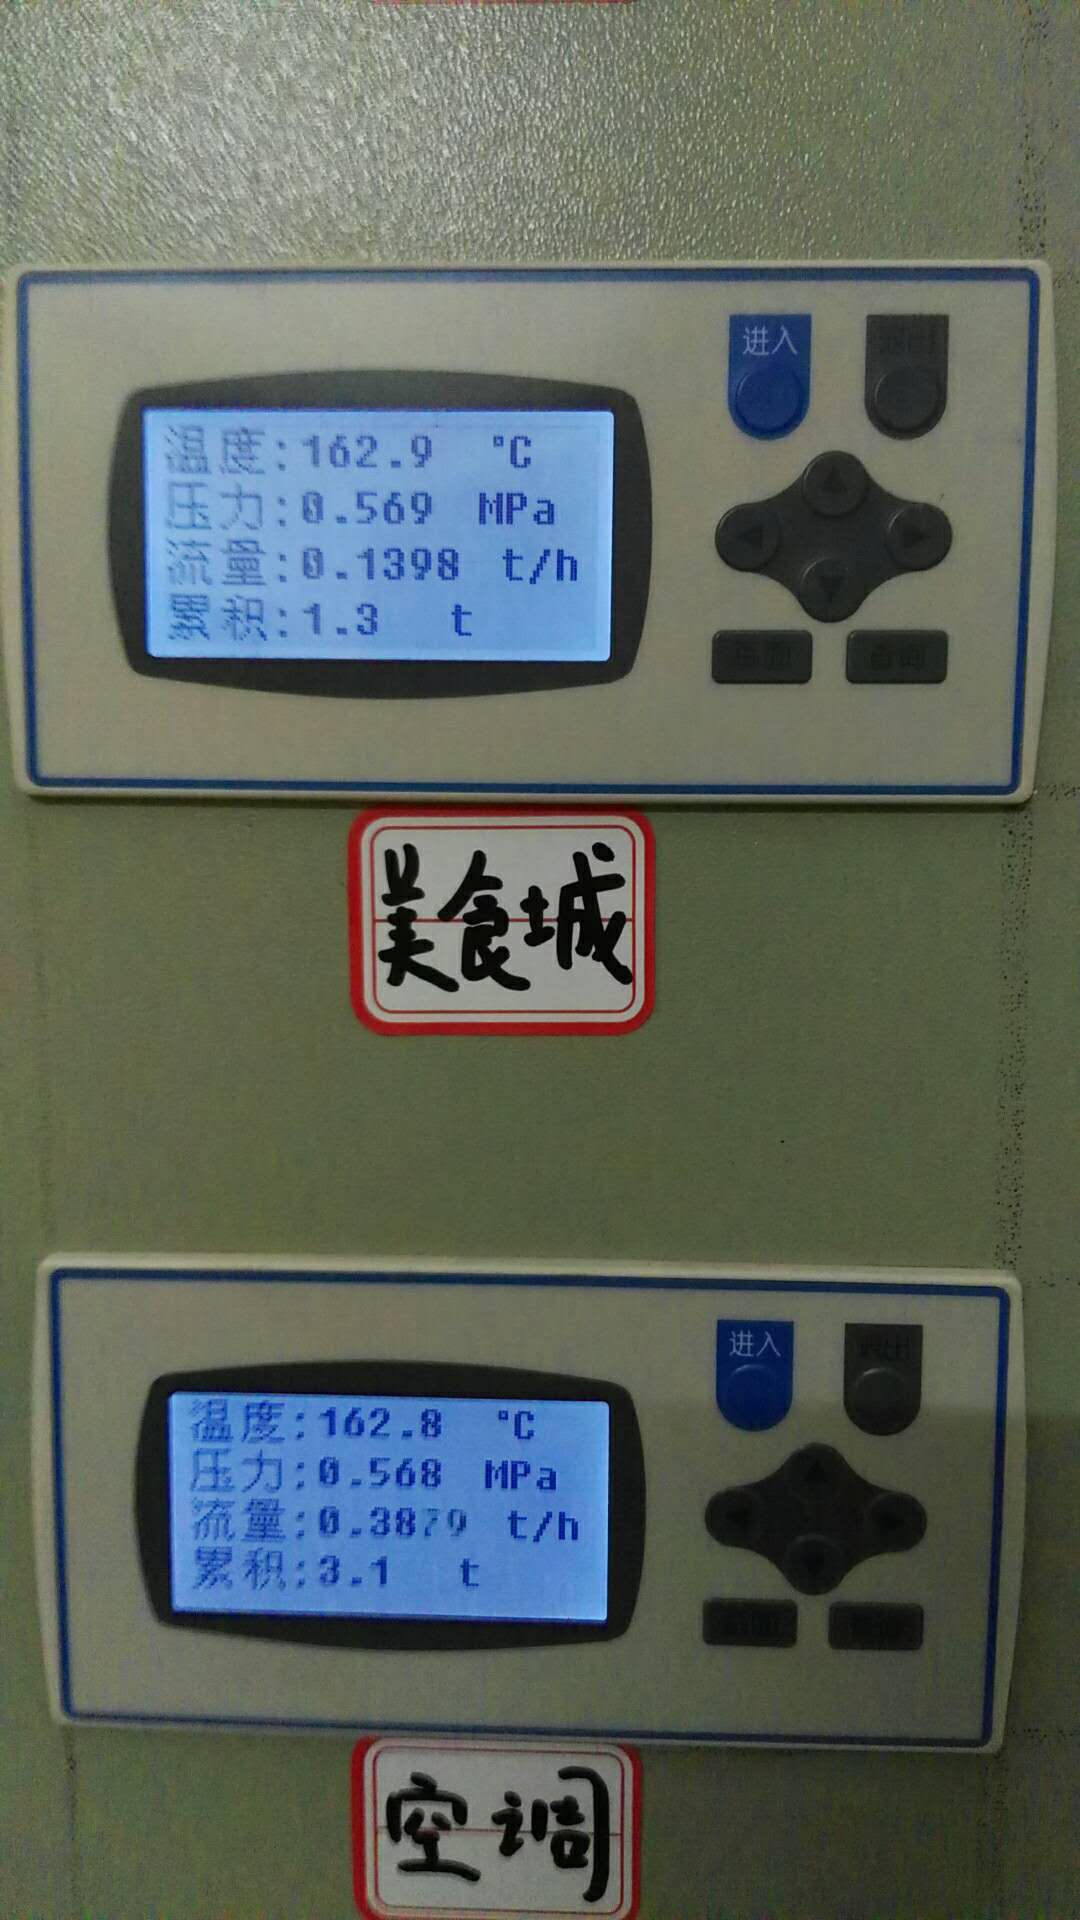 进入
温度:162.9 ℃
压力:0.569 MPa
流量:0.1398 t/h
累积:1.3 t
美食城
进入
温度:162.8 ℃
压力:0.568 MPa
流量:0.3879 t/h
累积:3.1 t
空调